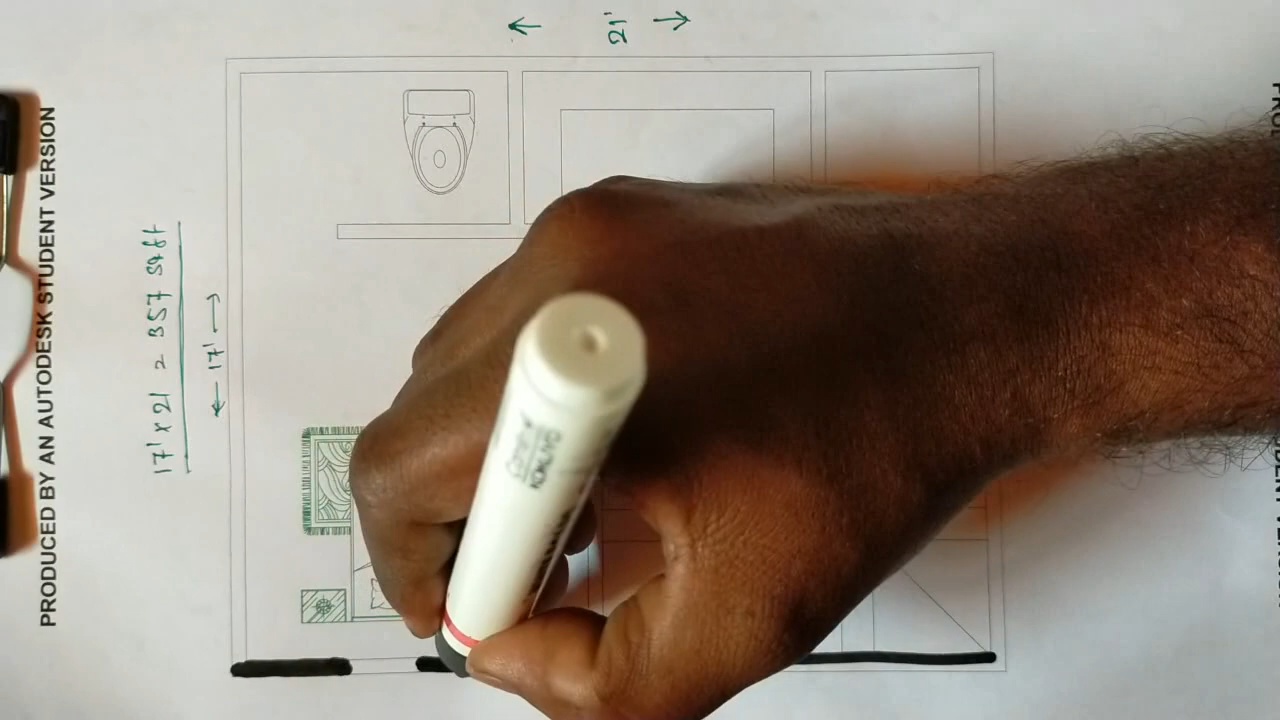 21'
PRODUCED BY AN AUTODESK STUDENT VERSION
17' x 21 = 357 sqft
17'